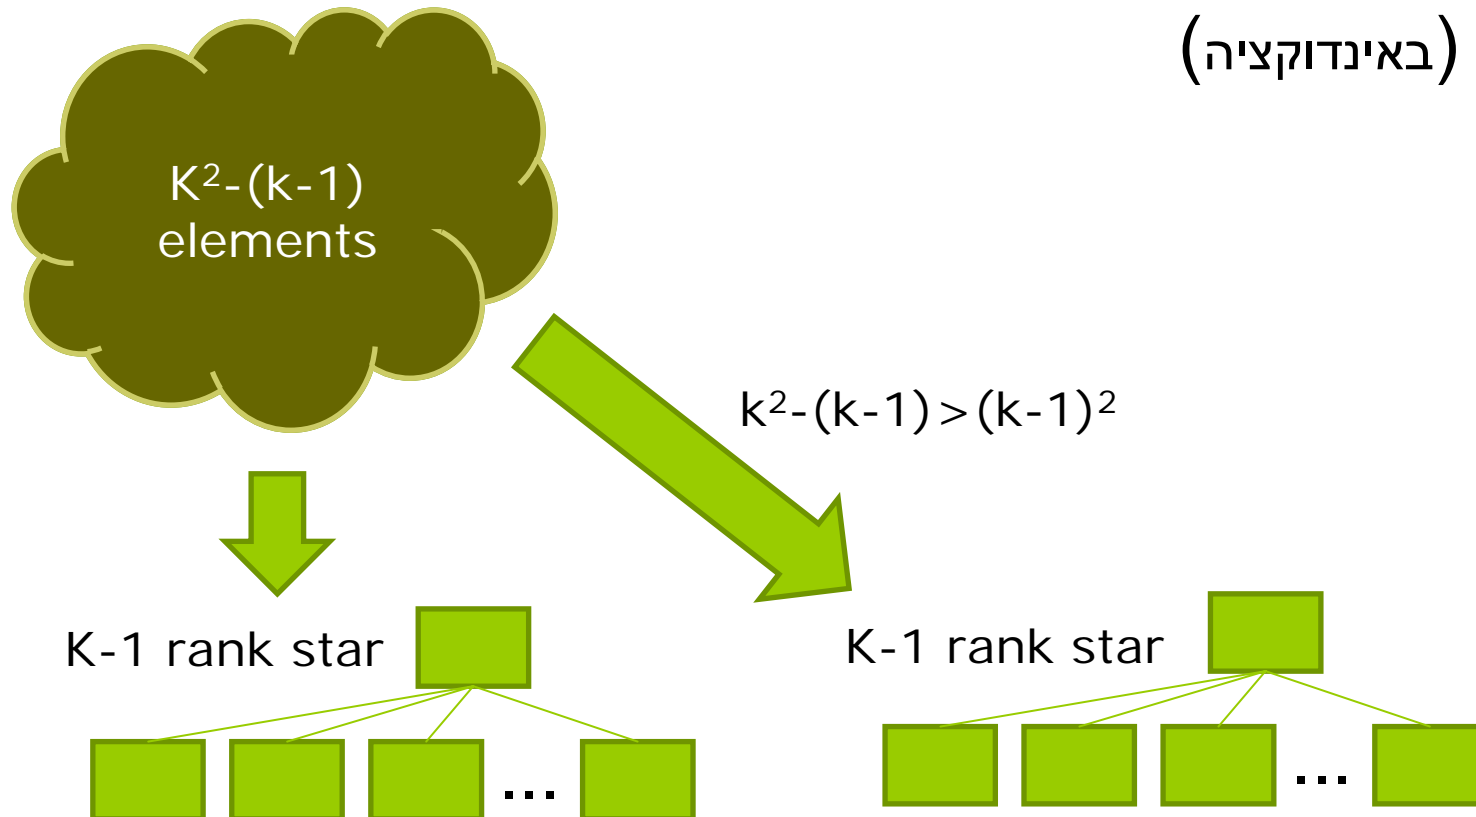 (באינדוקציה)
K²-(k-1)
elements
k²-(k-1)>(k-1)²
K-1 rank star
K-1 rank star
...
...